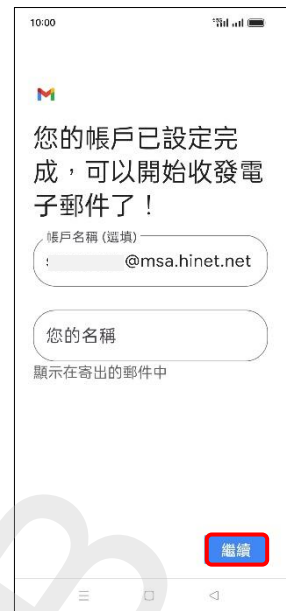 10:00
您的帳戶已設定完
成，可以開始收發電
子郵件了！
帳戶名稱 (選填)
@msa.hinet.net
您的名稱
顯示在寄出的郵件中
繼續